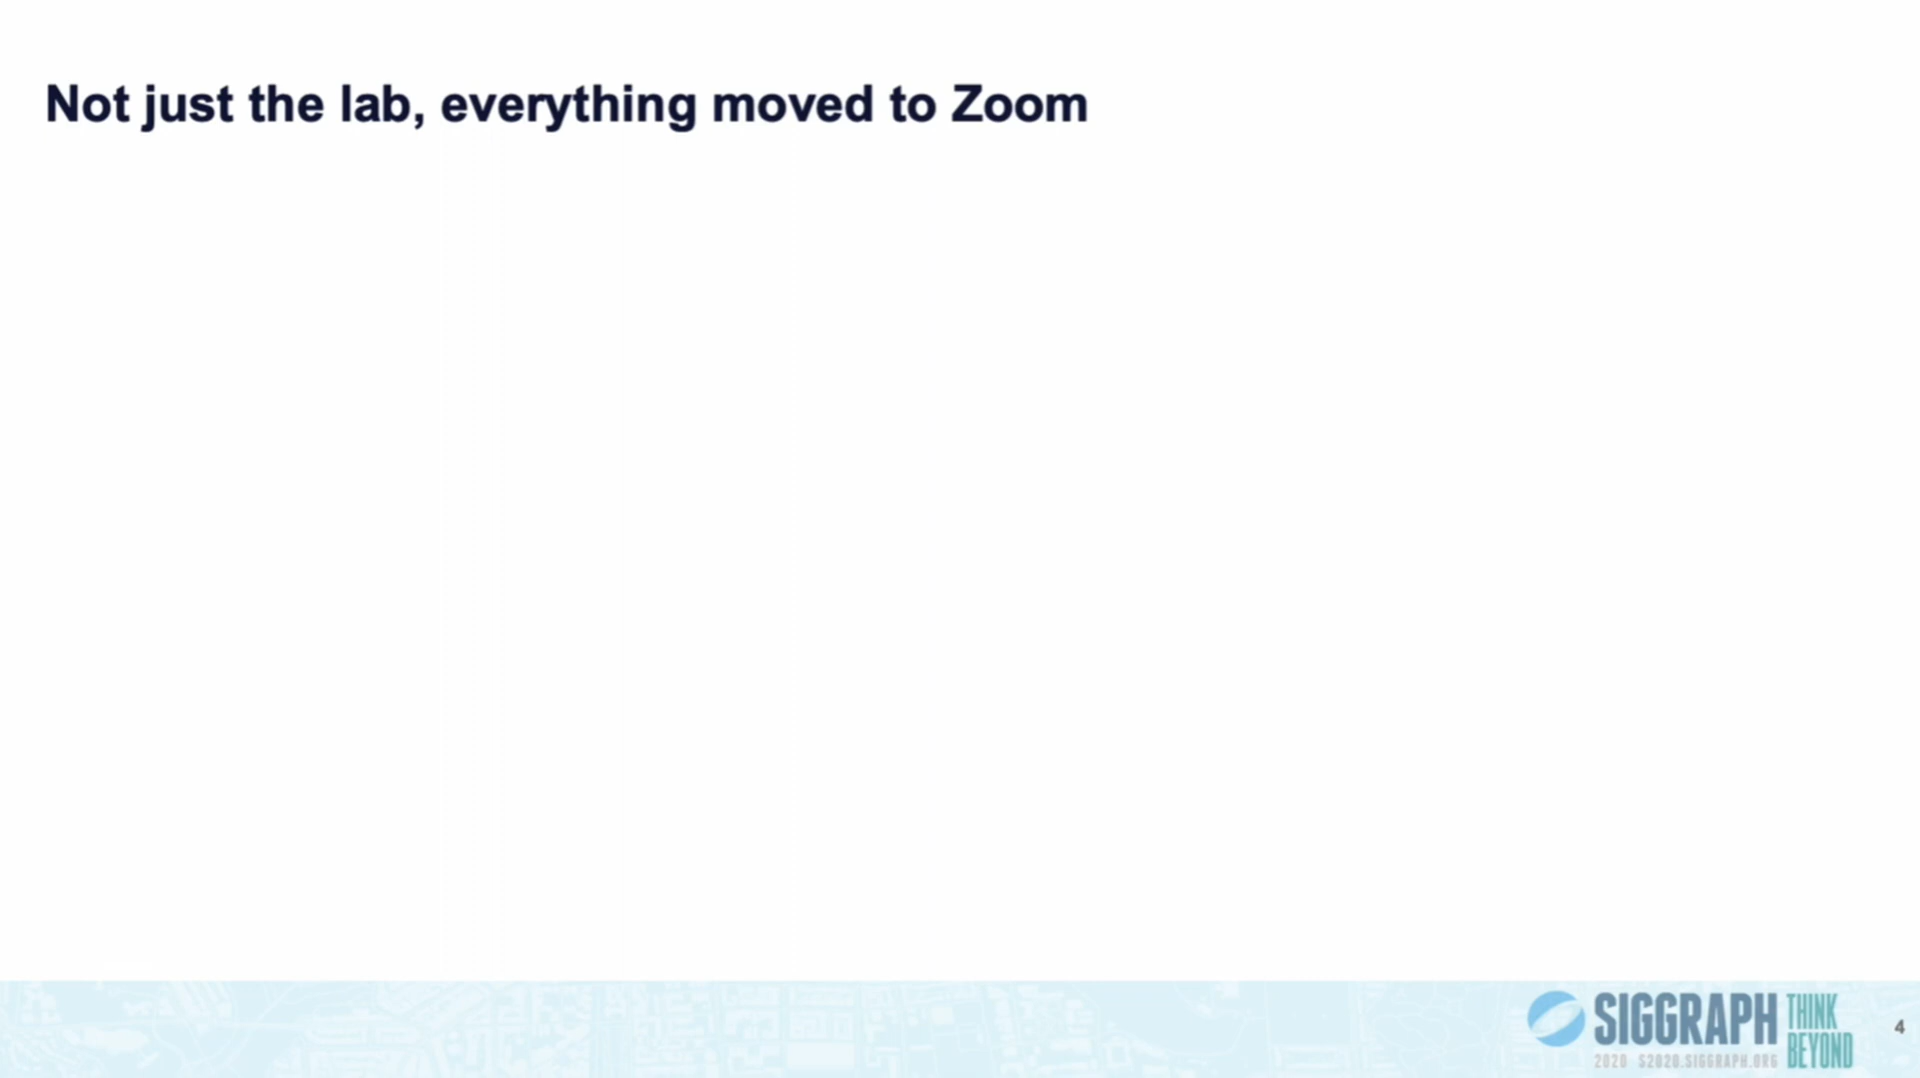 Not just the lab, everything moved to Zoom
SIGGRAPH
THINK
BEYOND
2020 S2020.SIGGRAPH.ORG
4